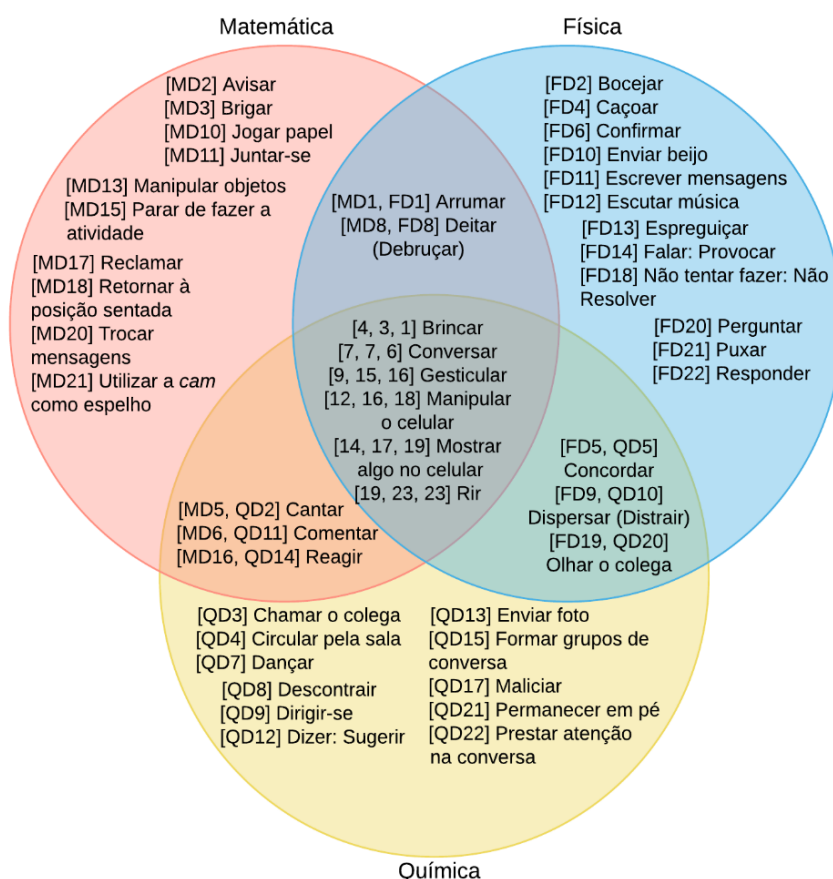 Matemática
Física
[MD2] Avisar
[MD3] Brigar
[MD10] Jogar papel
[MD11] Juntar-se
[MD13] Manipular objetos
[MD15] Parar de fazer a
atividade
[MD17] Reclamar
[MD18] Retornar à
posição sentada
[MD20] Trocar
mensagens
[MD21] Utilizar a cam
como espelho
[MD1, FD1] Arrumar
[MD8, FD8] Deitar
(Debruçar)
[FD2] Bocejar
[FD4] Caçoar
[FD6] Confirmar
[FD10] Enviar beijo
[FD11] Escrever mensagens
[FD12] Escutar música
[FD13] Espreguiçar
[FD14] Falar: Provocar
[FD18] Não tentar fazer: Não
Resolver
[FD20] Perguntar
[FD21] Puxar
[FD22] Responder
[4, 3, 1] Brincar
[7, 7, 6] Conversar
[9, 15, 16] Gesticular
[12, 16, 18] Manipular
o celular
[14, 17, 19] Mostrar
algo no celular
[19, 23, 23] Rir
[MD5, QD2] Cantar
[MD6, QD11] Comentar
[MD16, QD14] Reagir
[FD5, QD5]
Concordar
[FD9, QD10]
Dispersar (Distrair)
[FD19, QD20]
Olhar o colega
[QD3] Chamar o colega
[QD4] Circular pela sala
[QD7] Dançar
[QD8] Descontrair
[QD9] Dirigir-se
[QD12] Dizer: Sugerir
[QD13] Enviar foto
[QD15] Formar grupos de
conversa
[QD17] Maliciar
[QD21] Permanecer em pé
[QD22] Prestar atenção
na conversa
Química